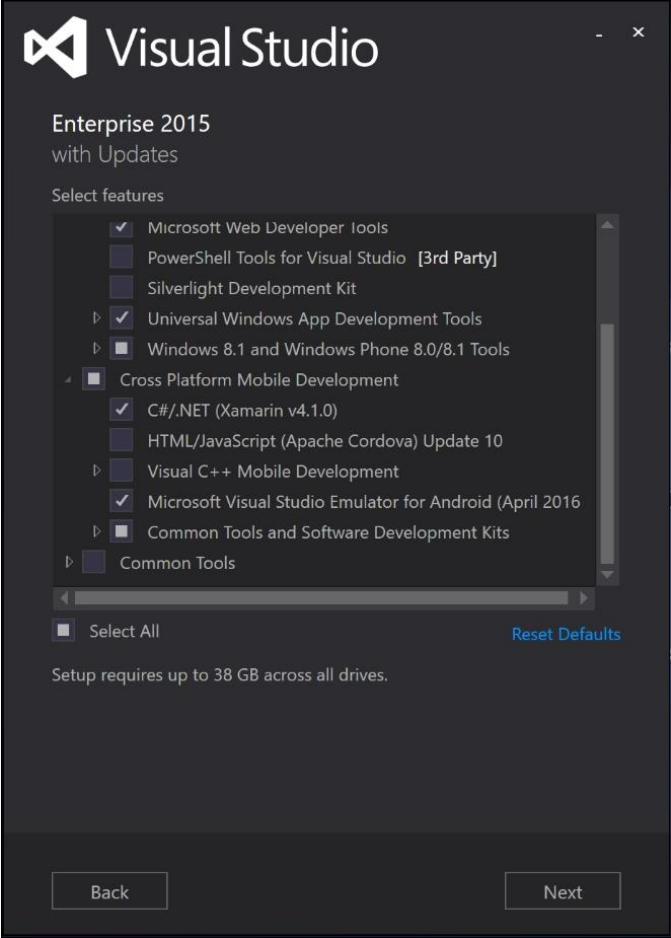 Visual Studio
Enterprise 2015
with Updates
Select features
Microsoft Web Developer Tools
PowerShell Tools for Visual Studio [3rd Party]
Silverlight Development Kit
Universal Windows App Development Tools
Windows 8.1 and Windows Phone 8.0/8.1 Tools
Cross Platform Mobile Development
C#/.NET (Xamarin v4.1.0)
HTML/JavaScript (Apache Cordova) Update 10
Visual C++ Mobile Development
Microsoft Visual Studio Emulator for Android (April 2016
Common Tools and Software Development Kits
Common Tools
Select All
Reset Defaults
Setup requires up to 38 GB across all drives.
Back
Next